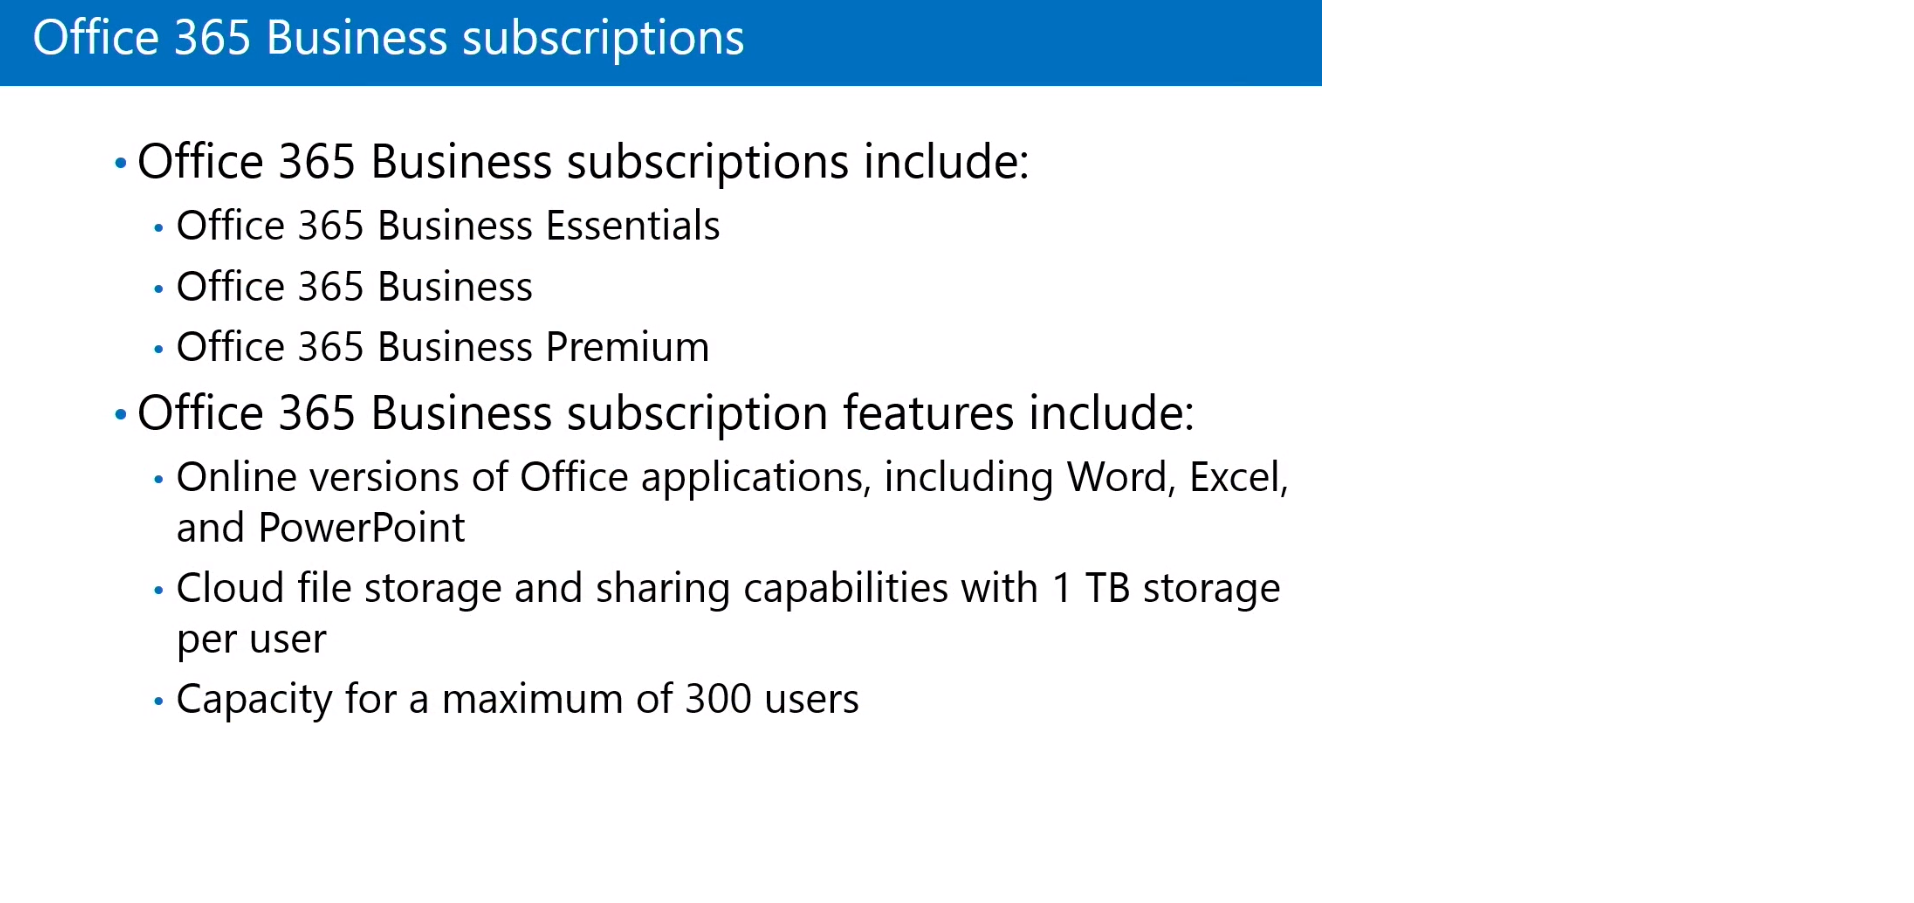 Office 365 Business subscriptions
• Office 365 Business subscriptions include:
• Office 365 Business Essentials
• Office 365 Business
• Office 365 Business Premium
• Office 365 Business subscription features include:
• Online versions of Office applications, including Word, Excel,
and PowerPoint
• Cloud file storage and sharing capabilities with 1 TB storage
per user
• Capacity for a maximum of 300 users